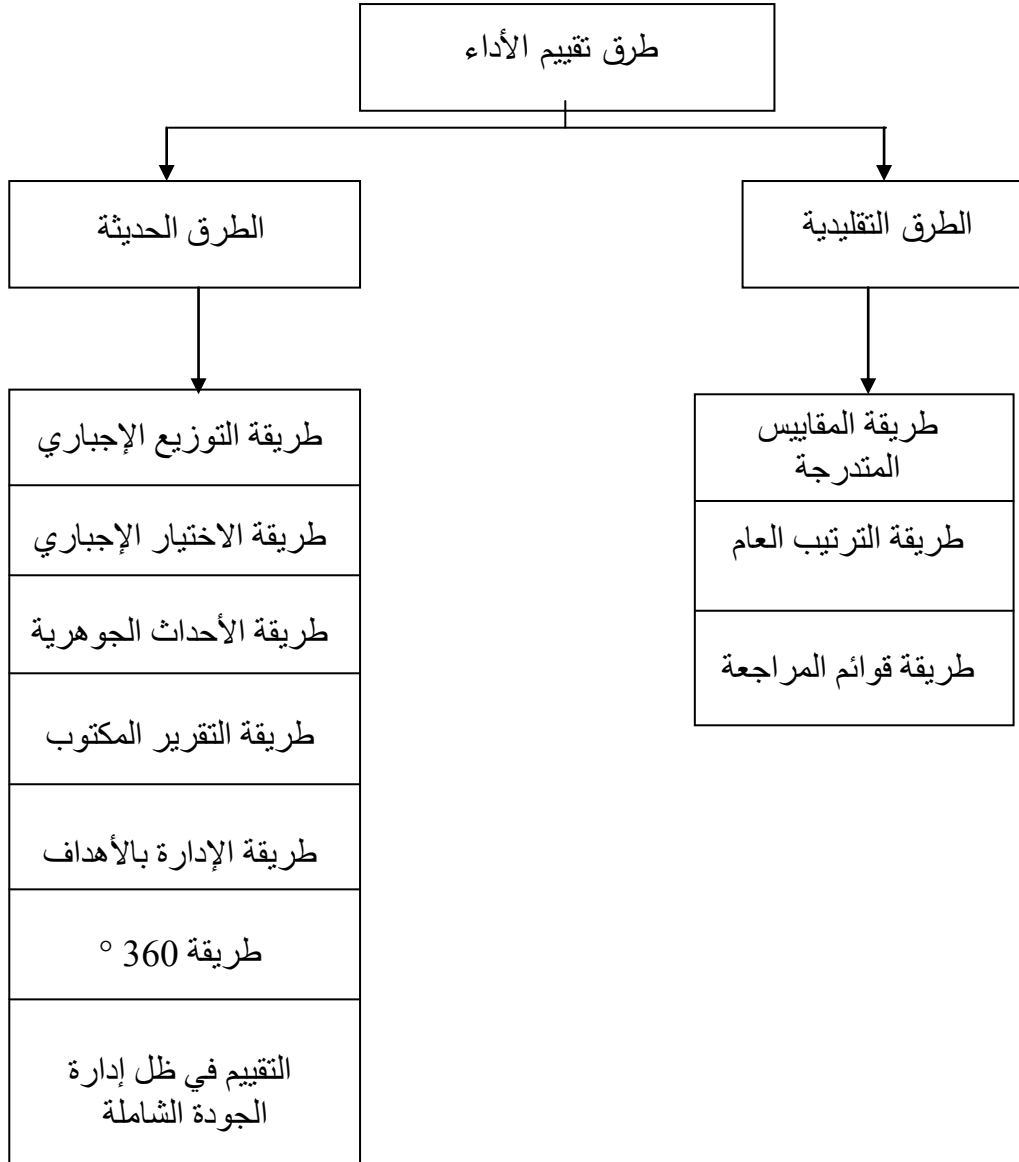 طرق تقييم الأداء
الطرق التقليدية
الطرق الحديثة
طريقة المقاييس
المتدرجة
طريقة الترتيب العام
طريقة قوائم المراجعة
طريقة التوزيع الإجباري
طريقة الاختيار الإجباري
طريقة الأحداث الجوهرية
طريقة التقرير المكتوب
طريقة الإدارة بالأهداف
طريقة 360 °
التقييم في ظل إدارة
الجودة الشاملة